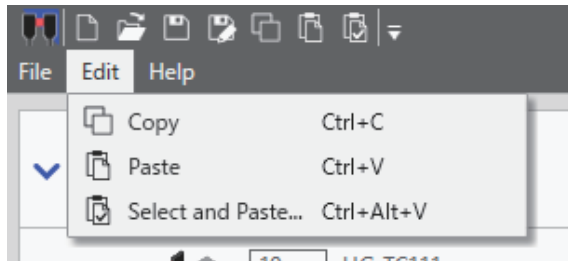 File Edit Help
Copy Ctrl+C
Paste Ctrl+V
Select and Paste... Ctrl+Alt+V